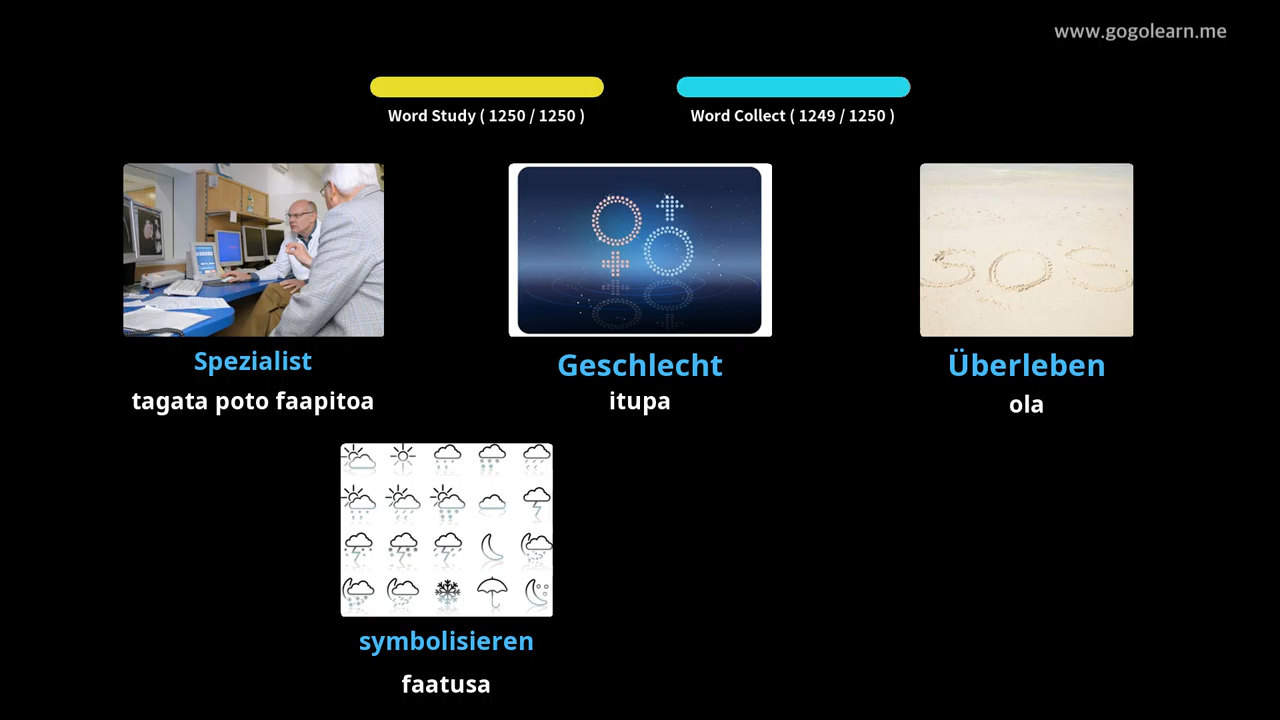 www.gogolearn.me
Word Study ( 1250 / 1250 )
Word Collect ( 1249 / 1250 )
Spezialist
tagata poto faapitoa
Geschlecht
itupa
SOS
Überleben
ola
symbolisieren
faatusa